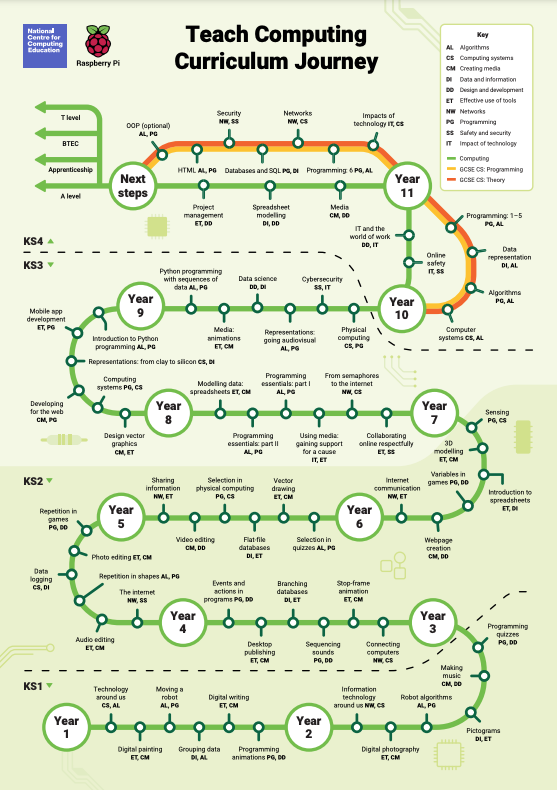 National
Centre for
Computing
Education
Raspberry Pi
Teach Computing
Curriculum Journey
Key
AL Algorithms
CS Computing systems
CM Creating media
DI Data and information
DD Design and development
ET Effective use of tools
NW Networks
PG Programming
SS Safety and security
IT Impact of technology
Computing
GCSE CS: Programming
GCSE CS: Theory
T level
BTEC
Apprenticeship
A level
Next
steps
OOP (optional)
AL, PG
HTML AL, PG
Security
NW, SS
Databases and SQL PG, DI
Networks
NW, CS
Programming: 6 PG, AL
Impacts of
technology IT, CS
Project
management
ET, DD
Spreadsheet
modelling
DI, DD
Media
CM, DD
Year
11
Programming: 1–5
PG, AL
Data
representation
DI, AL
Algorithms
PG, AL
Computer
systems CS, AL
IT and the
world of work
DD, IT
Online
safety
IT, SS
KS4
KS3
Year
10
Physical
computing
CS, PG
Cybersecurity
SS, IT
Representations:
going audiovisual
AL, PG
Data science
DD, DI
Media:
animations
ET, CM
Python programming
with sequences of
data AL, PG
Year
9
Introduction to Python
programming AL, PG
Mobile app
development
ET, PG
Representations: from clay to silicon CS, DI
Developing
for the web
CM, PG
Computing
systems PG, CS
Design vector
graphics
CM, ET
Year
8
Modelling data:
spreadsheets ET, CM
Programming
essentials: part II
AL, PG
Programming
essentials: part I
AL, PG
Using media:
gaining support
for a cause
IT, ET
From semaphores
to the internet
NW, CS
Collaborating
online respectfully
ET, SS
Year
7
Sensing
PG, CS
3D
modelling
ET, CM
Introduction to
spreadsheets
ET, DI
Variables in
games PG, DD
Webpage
creation
CM, DD
Internet
communication
NW, ET
KS2
Year
6
Selection in
quizzes AL, PG
Vector
drawing
ET, CM
Flat-file
databases
DI, ET
Selection in
physical computing
PG, CS
Video editing
CM, DD
Sharing
information
NW, ET
Year
5
Repetition in
games
PG, DD
Photo editing ET, CM
Data
logging
CS, DI
Repetition in shapes AL, PG
Audio editing
ET, CM
The internet
NW, SS
Year
4
Events and
actions in
programs PG, DD
Desktop
publishing
ET, CM
Branching
databases
DI, ET
Sequencing
sounds
PG, DD
Stop-frame
animation
ET, CM
Connecting
computers
NW, CS
Year
3
Programming
quizzes
PG, DD
Making
music
CM, DD
Pictograms
DI, ET
Robot algorithms
AL, PG
Digital photography
ET, CM
Information
technology
around us NW, CS
KS1
Year
2
Programming
animations PG, DD
Digital writing
ET, CM
Grouping data
DI, AL
Moving a
robot
AL, PG
Digital painting
ET, CM
Technology
around us
CS, AL
Year
1